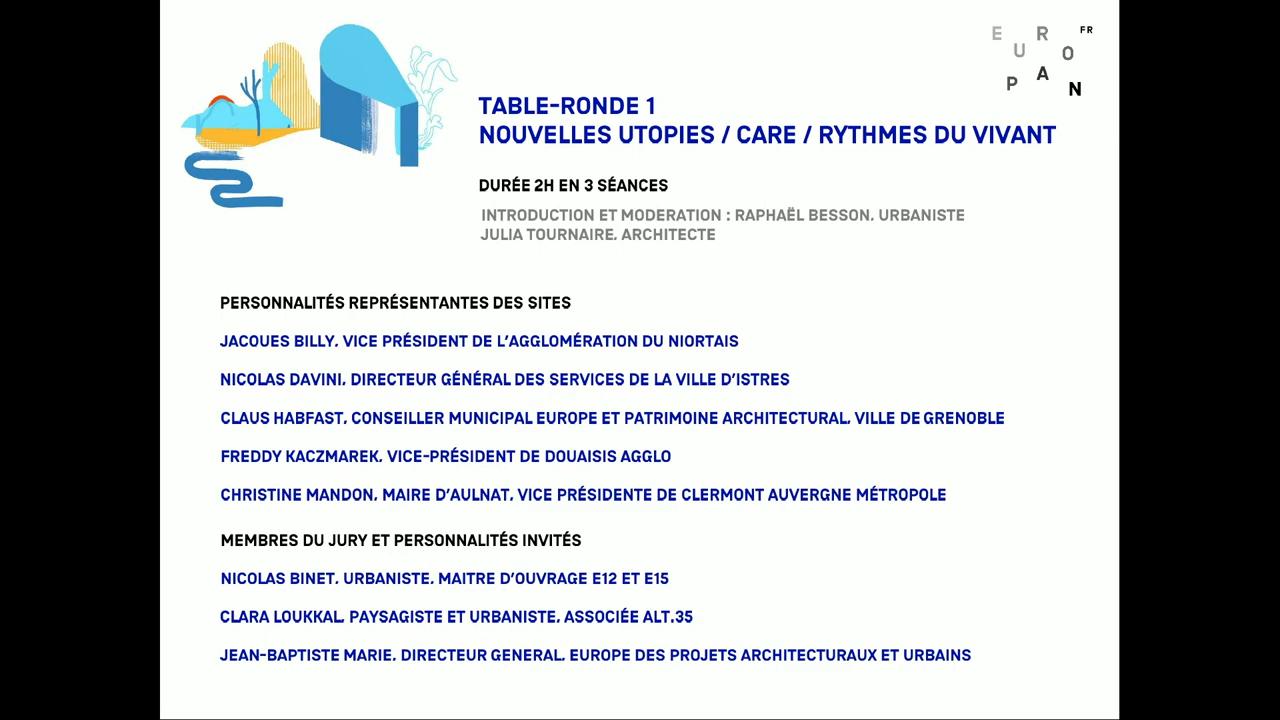 EUROPAN FR
TABLE-RONDE 1
NOUVELLES UTOPIES / CARE / RYTHMES DU VIVANT
DURÉE 2H EN 3 SÉANCES
INTRODUCTION ET MODERATION : RAPHAËL BESSON, URBANISTE
JULIA TOURNAIRE, ARCHITECTE
PERSONNALITÉS REPRÉSENTANTES DES SITES
JACQUES BILLY, VICE PRÉSIDENT DE L’AGGLOMÉRATION DU NIORTAIS
NICOLAS DAVINI, DIRECTEUR GÉNÉRAL DES SERVICES DE LA VILLE D’ISTRES
CLAUS HABFAST, CONSEILLER MUNICIPAL EUROPE ET PATRIMOINE ARCHITECTURAL, VILLE DE GRENOBLE
FREDDY KACZMAREK, VICE-PRÉSIDENT DE DOUAISIS AGGLO
CHRISTINE MANDON, MAIRE D’AULNAT, VICE PRÉSIDENTE DE CLERMONT AUVERGNE MÉTROPOLE
MEMBRES DU JURY ET PERSONNALITÉS INVITÉS
NICOLAS BINET, URBANISTE, MAITRE D’OUVRAGE E12 ET E15
CLARA LOUKKAL, PAYSAGISTE ET URBANISTE, ASSOCIÉE ALT.35
JEAN-BAPTISTE MARIE, DIRECTEUR GENERAL, EUROPE DES PROJETS ARCHITECTURAUX ET URBAINS